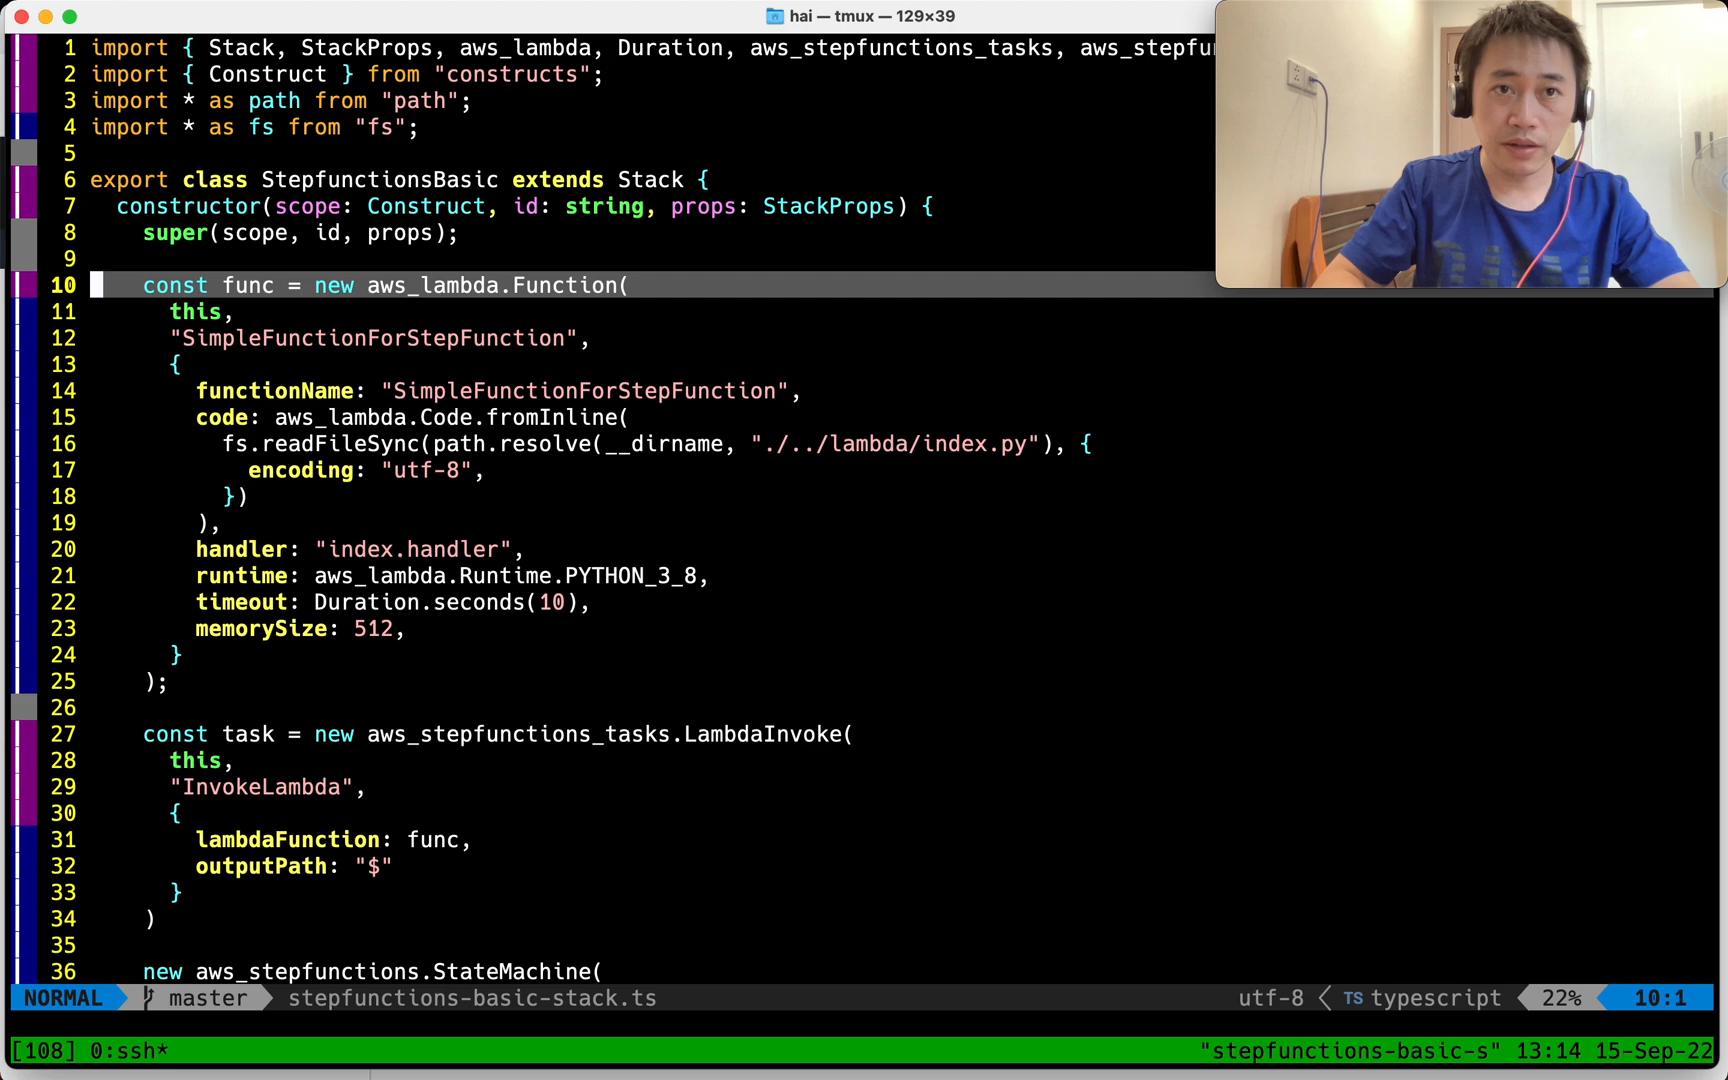 hai — tmux — 129×39
1 import { Stack, StackProps, aws_lambda, Duration, aws_stepfunctions_tasks, aws_stepfu
2 import { Construct } from "constructs";
3 import * as path from "path";
4 import * as fs from "fs";
5
6 export class StepfunctionsBasic extends Stack {
7   constructor(scope: Construct, id: string, props: StackProps) {
8     super(scope, id, props);
9
10     const func = new aws_lambda.Function(
11       this,
12       "SimpleFunctionForStepFunction",
13       {
14         functionName: "SimpleFunctionForStepFunction",
15         code: aws_lambda.Code.fromInline(
16           fs.readFileSync(path.resolve(__dirname, "./../lambda/index.py"), {
17             encoding: "utf-8",
18           })
19         ),
20         handler: "index.handler",
21         runtime: aws_lambda.Runtime.PYTHON_3_8,
22         timeout: Duration.seconds(10),
23         memorySize: 512,
24       }
25     );
26
27     const task = new aws_stepfunctions_tasks.LambdaInvoke(
28       this,
29       "InvokeLambda",
30       {
31         lambdaFunction: func,
32         outputPath: "$"
33       }
34     )
35
36     new aws_stepfunctions.StateMachine(
NORMAL master stepfunctions-basic-stack.ts utf-8 TS typescript 22% 10:1
[108] 0:ssh* "stepfunctions-basic-s" 13:14 15-Sep-22